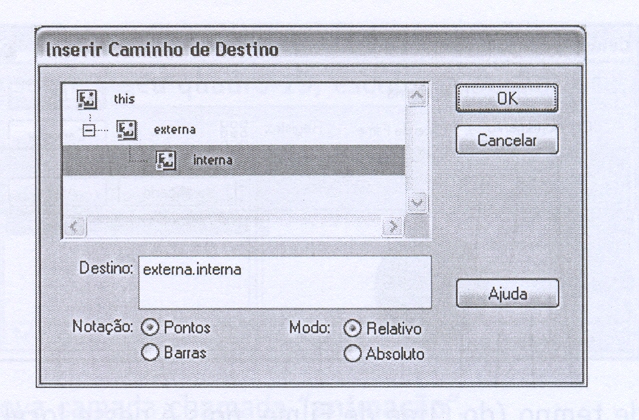 Inserir Caminho de Destino
this
externa
interna
OK
Cancelar
Destino: externa.interna
Ajuda
Notação: Pontos Modo: Relativo
Barras Absoluto